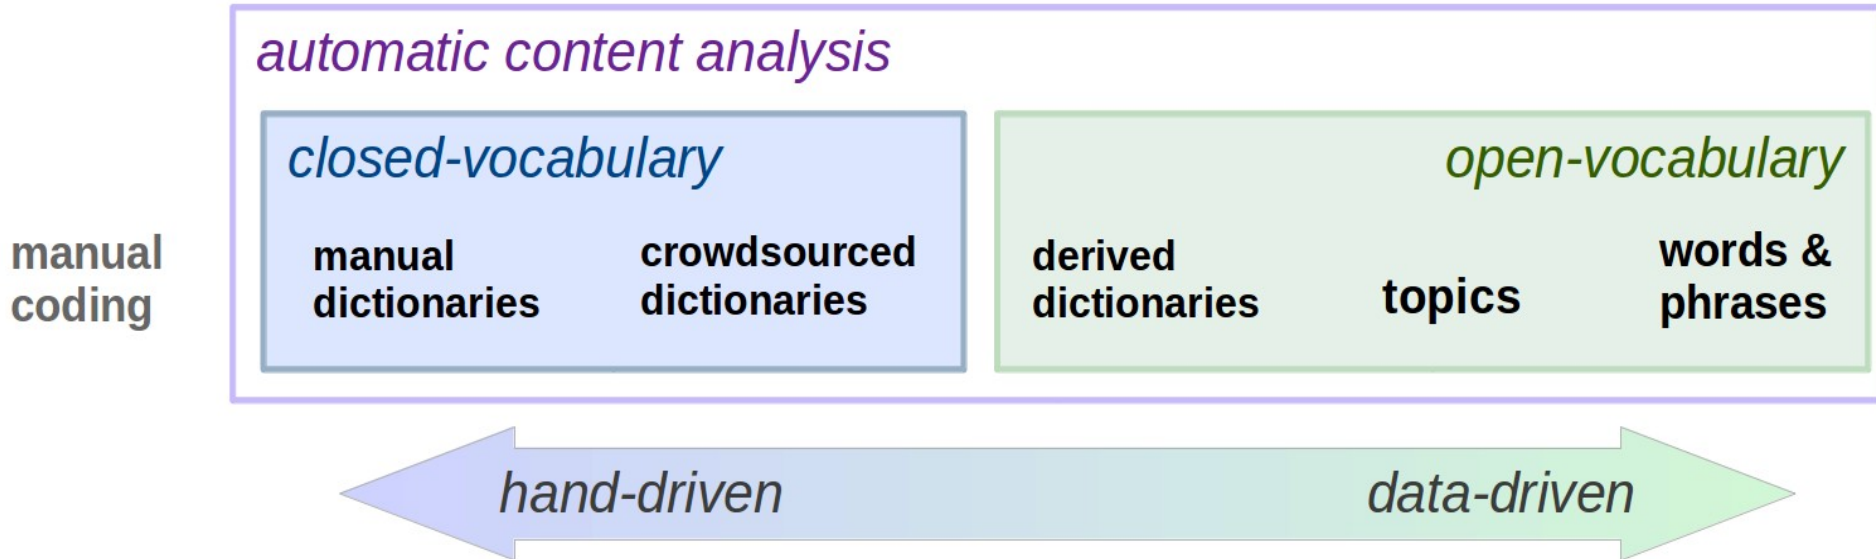 automatic content analysis
closed-vocabulary
open-vocabulary
manual
coding
manual
dictionaries
crowdsourced
dictionaries
derived
dictionaries
topics
words &
phrases
hand-driven
data-driven